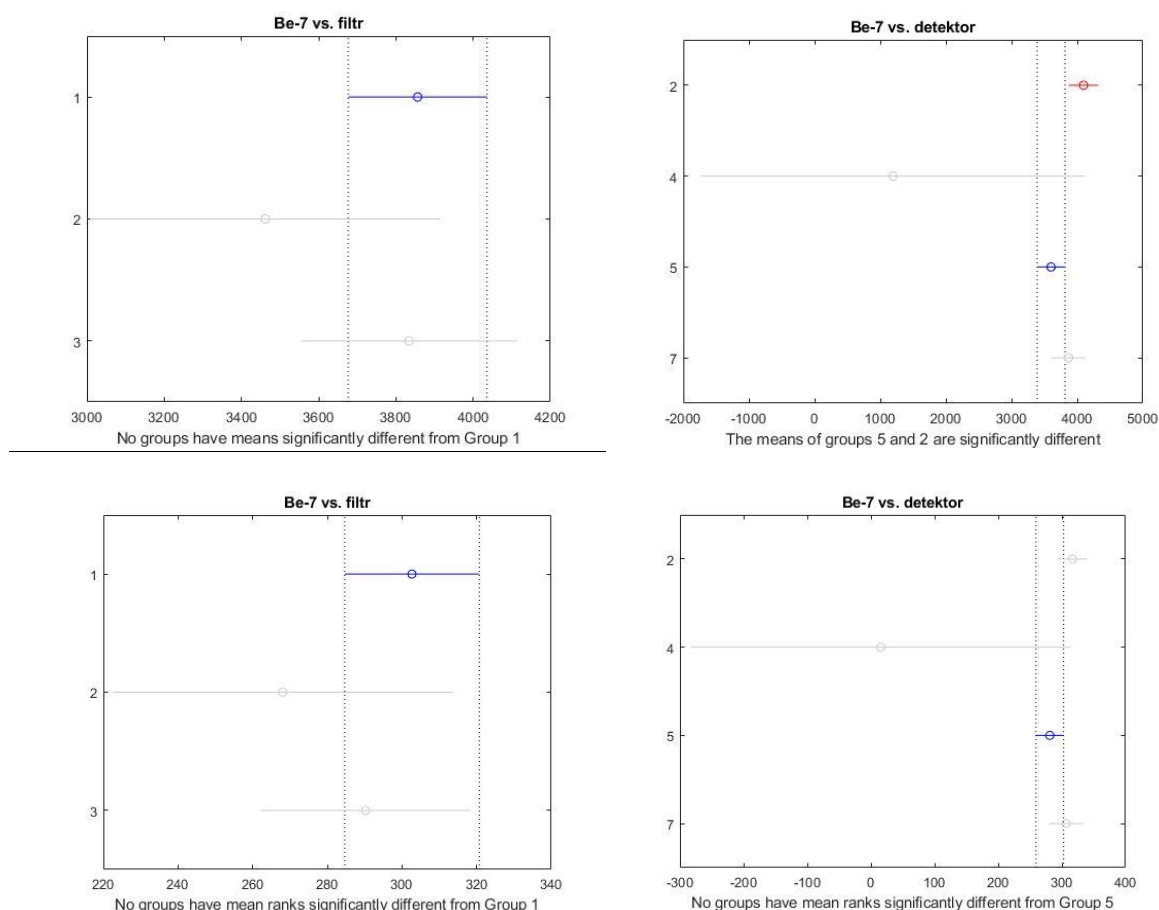 Be-7 vs. filtr
1
2
3
3000 3200 3400 3600 3800 4000 4200
No groups have means significantly different from Group 1
Be-7 vs. detektor
2
4
5
7
-2000 -1000 0 1000 2000 3000 4000 5000
The means of groups 5 and 2 are significantly different
Be-7 vs. filtr
1
2
3
220 240 260 280 300 320 340
No groups have mean ranks significantly different from Group 1
Be-7 vs. detektor
2
4
5
7
-300 -200 -100 0 100 200 300 400
No groups have mean ranks significantly different from Group 5